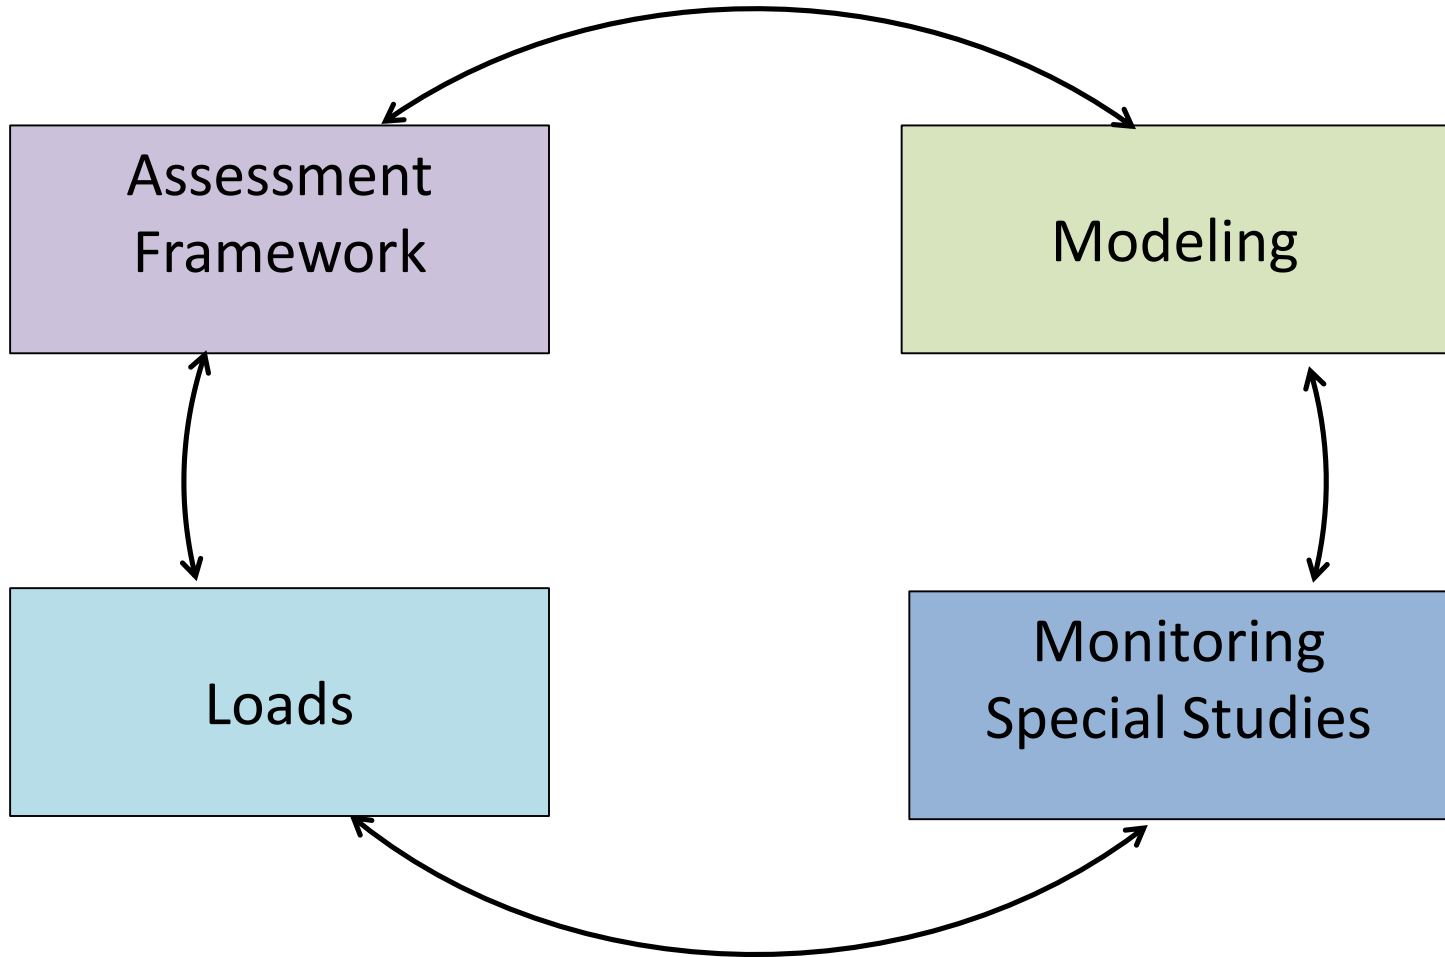 Assessment
Framework
Modeling
Loads
Monitoring
Special Studies